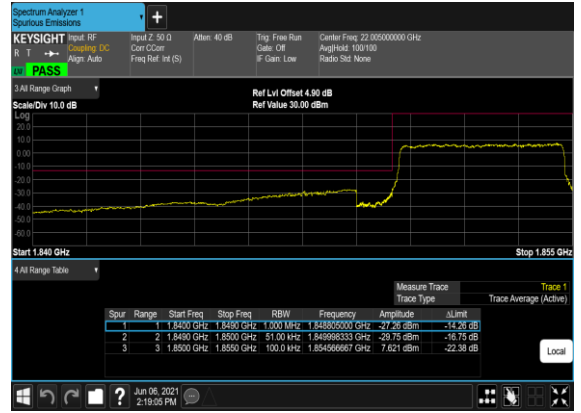 Spectrum Analyzer 1
Spurious Emissions
KEYSIGHT Input: RF Input Z: 50 Ω Atten: 40 dB Trig: Free Run Center Freq: 22.005000000 GHz
R T Coupling: DC Corr CCorr Gate: Off Avg|Hold: 100/100
Align: Auto Freq Ref: Int (S) IF Gain: Low Radio Std: None
LM PASS
3 All Range Graph
Ref Lvl Offset 4.90 dB
Scale/Div 10.0 dB Ref Value 30.00 dBm
Log
20.0
10.0
0.00
-10.0
-20.0
-30.0
-40.0
-50.0
-60.0
Start 1.840 GHz Stop 1.855 GHz
4 All Range Table
Measure Trace Trace 1
Trace Type Trace Average (Active)
Spur Range Start Freq Stop Freq RBW Frequency Amplitude ΔLimit
1 1 1.8400 GHz 1.8490 GHz 1.000 MHz 1.848805000 GHz -27.26 dBm -14.26 dB
2 2 1.8490 GHz 1.8500 GHz 51.00 kHz 1.849998333 GHz -29.75 dBm -16.75 dB
3 3 1.8500 GHz 1.8550 GHz 100.0 kHz 1.854566667 GHz 7.621 dBm -22.38 dB
Local
Jun 06, 2021
2:19:05 PM